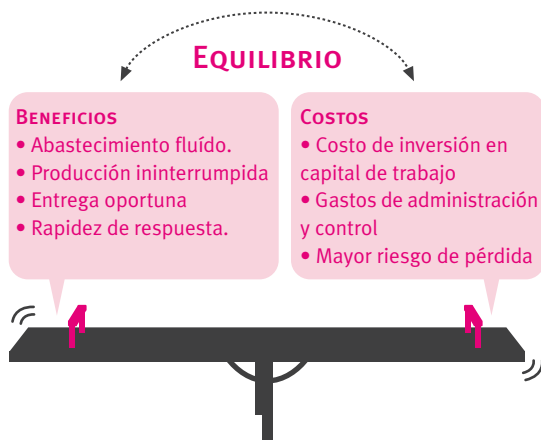 EQUILIBRIO
BENEFICIOS
• Abastecimiento fluído.
• Producción ininterrumpida
• Entrega oportuna
• Rapidez de respuesta.
COSTOS
• Costo de inversión en
capital de trabajo
• Gastos de administración
y control
• Mayor riesgo de pérdida